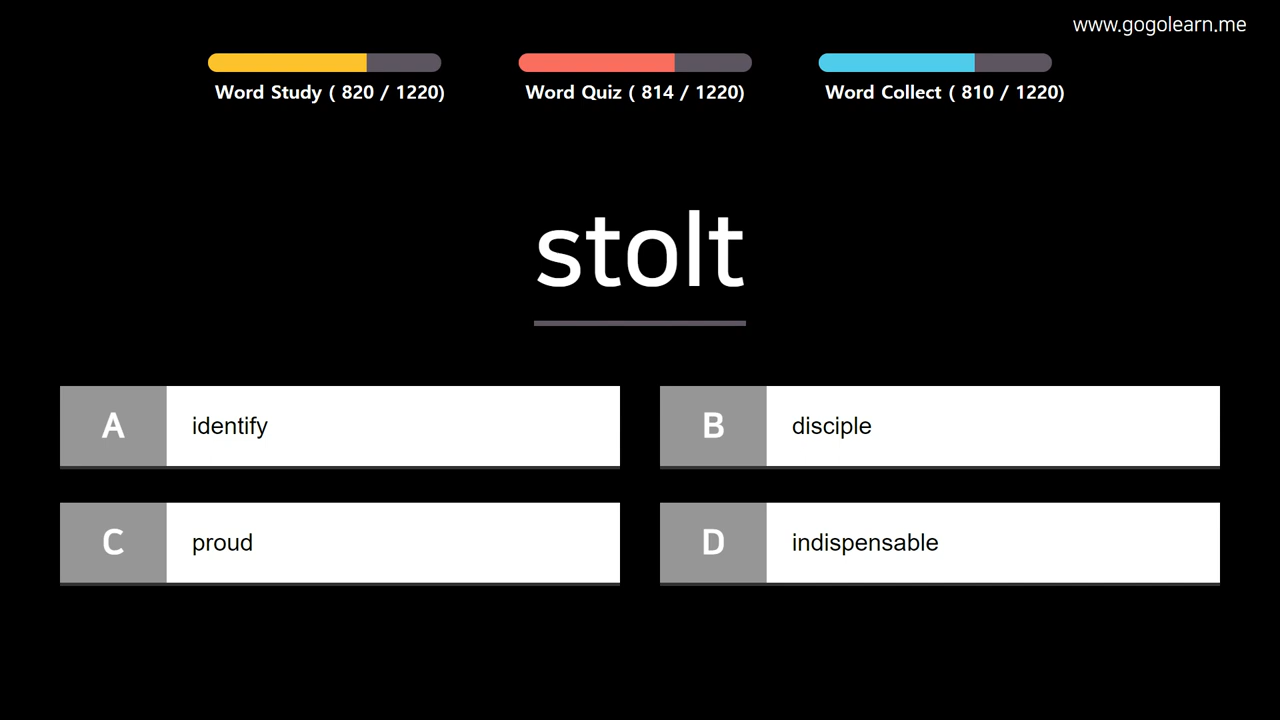 www.gogolearn.me
Word Study ( 820 / 1220)
Word Quiz ( 814 / 1220)
Word Collect ( 810 / 1220)
stolt
A identify
B disciple
C proud
D indispensable